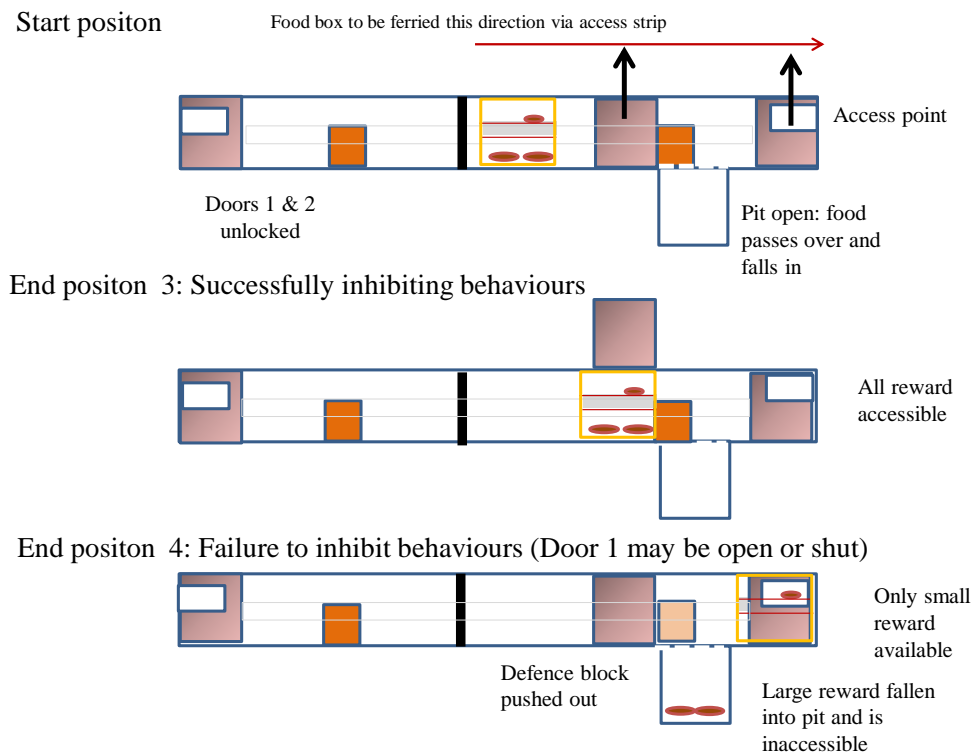 Start positon
Food box to be ferried this direction via access strip
Access point
Doors 1 & 2
unlocked
Pit open: food
passes over and
falls in
End positon 3: Successfully inhibiting behaviours
All reward
accessible
End positon 4: Failure to inhibit behaviours (Door 1 may be open or shut)
Only small
reward
available
Defence block
pushed out
Large reward fallen
into pit and is
inaccessible